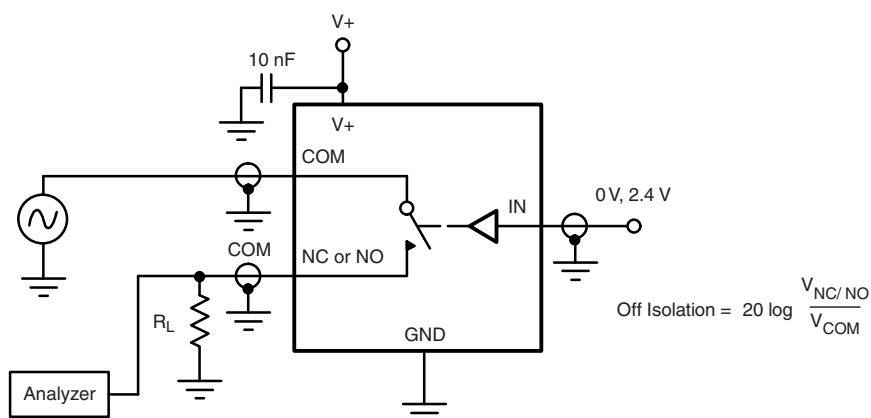 V+
10 nF
V+
COM
0 V, 2.4 V
IN
COM
NC or NO
Off Isolation = 20 log V_NC/NO / V_COM
R_L
GND
Analyzer